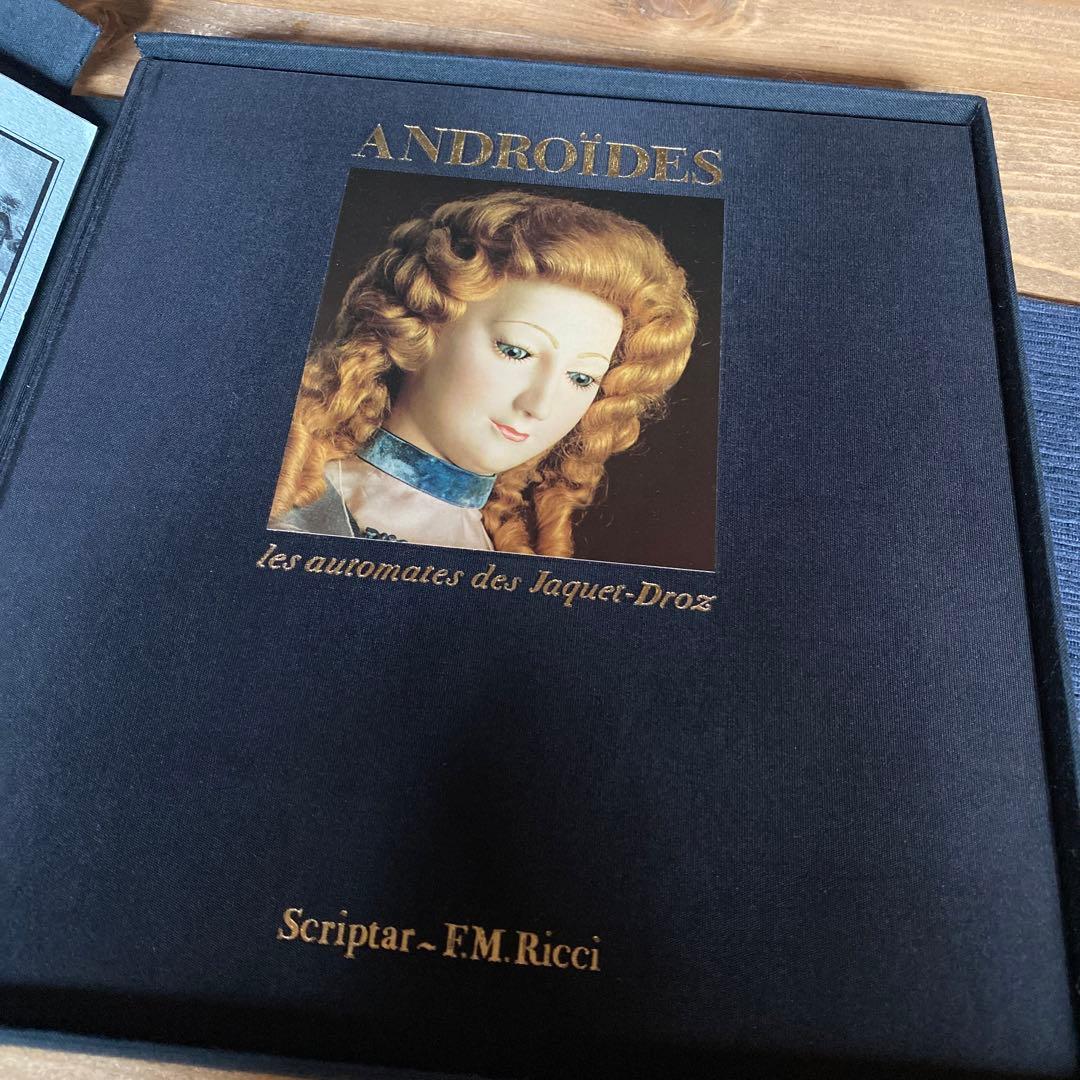 ANDROÏDES
les automates des Jaquet-Droz
Scriptar ~ F.M. Ricci